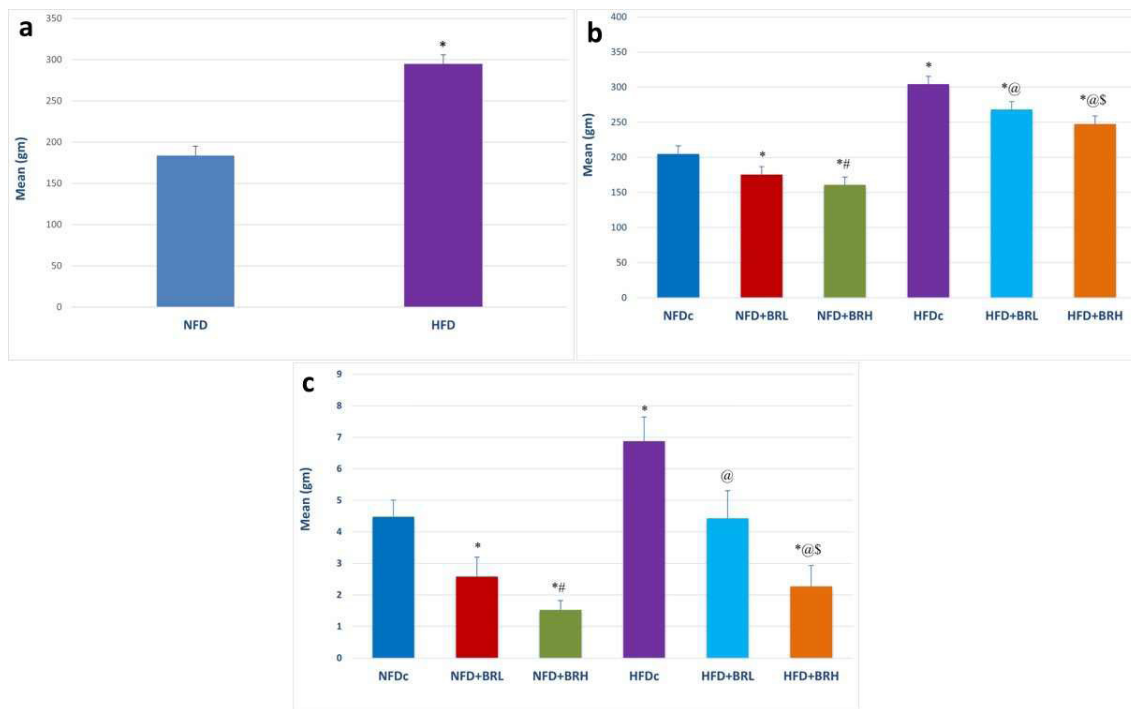 a
350
300
250
200
150
100
50
0
Mean (gm)
*
NFD HFD
b
400
350
300
250
200
150
100
50
0
Mean (gm)
* *# * *@ *@$
NFDc NFD+BRL NFD+BRH HFDc HFD+BRL HFD+BRH
c
9
8
7
6
5
4
3
2
1
0
Mean (gm)
* *# * @ *@$
NFDc NFD+BRL NFD+BRH HFDc HFD+BRL HFD+BRH